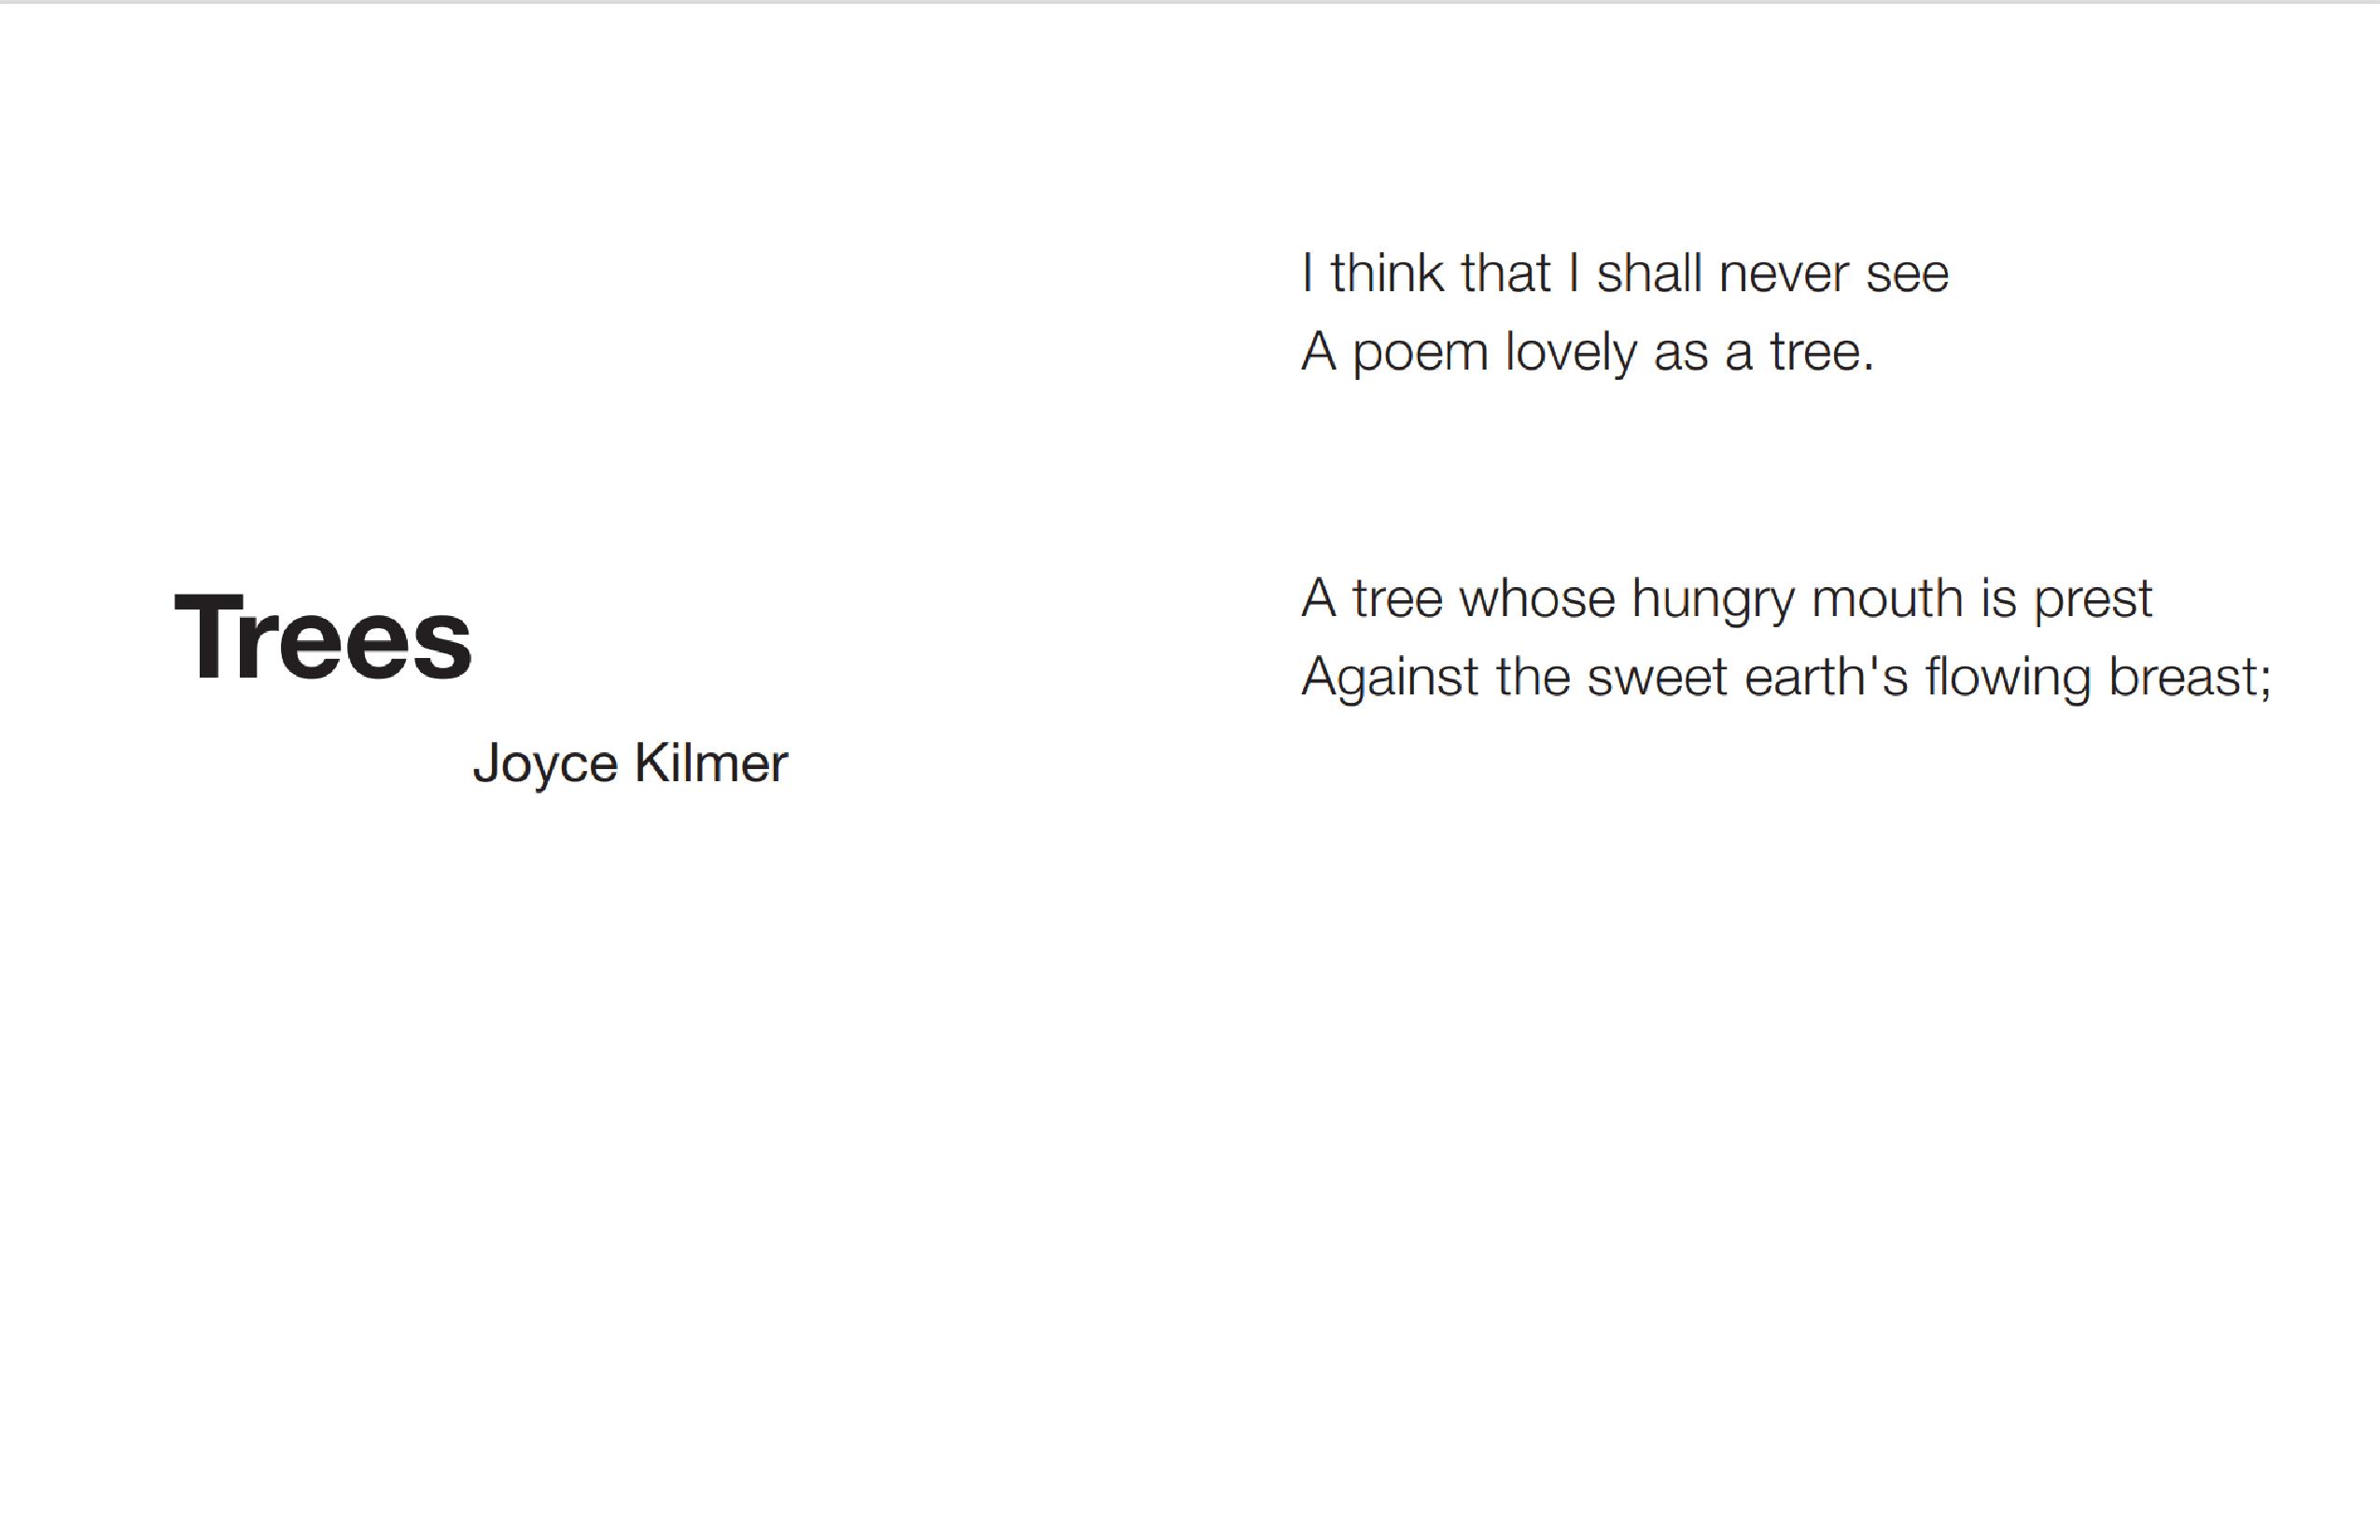 Trees
Joyce Kilmer
I think that I shall never see
A poem lovely as a tree.
A tree whose hungry mouth is prest
Against the sweet earth's flowing breast;